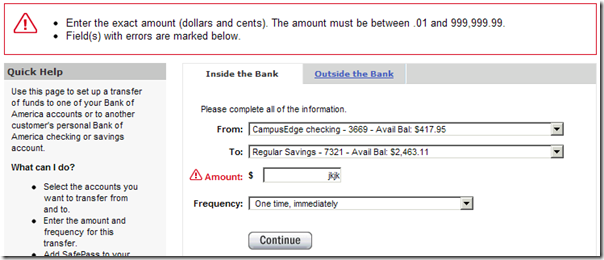 Enter the exact amount (dollars and cents). The amount must be between .01 and 999,999.99.
Field(s) with errors are marked below.
Quick Help
Use this page to set up a transfer
of funds to one of your Bank of
America accounts or to another
customer's personal Bank of
America checking or savings
account.
What can I do?
Select the accounts you
want to transfer from
and to.
Enter the amount and
frequency for this
transfer.
Add SafePass to your
Inside the Bank
Outside the Bank
Please complete all of the information.
From: CampusEdge checking - 3669 - Avail Bal: $417.95
To: Regular Savings - 7321 - Avail Bal: $2,463.11
Amount: $ jkjk
Frequency: One time, immediately
Continue